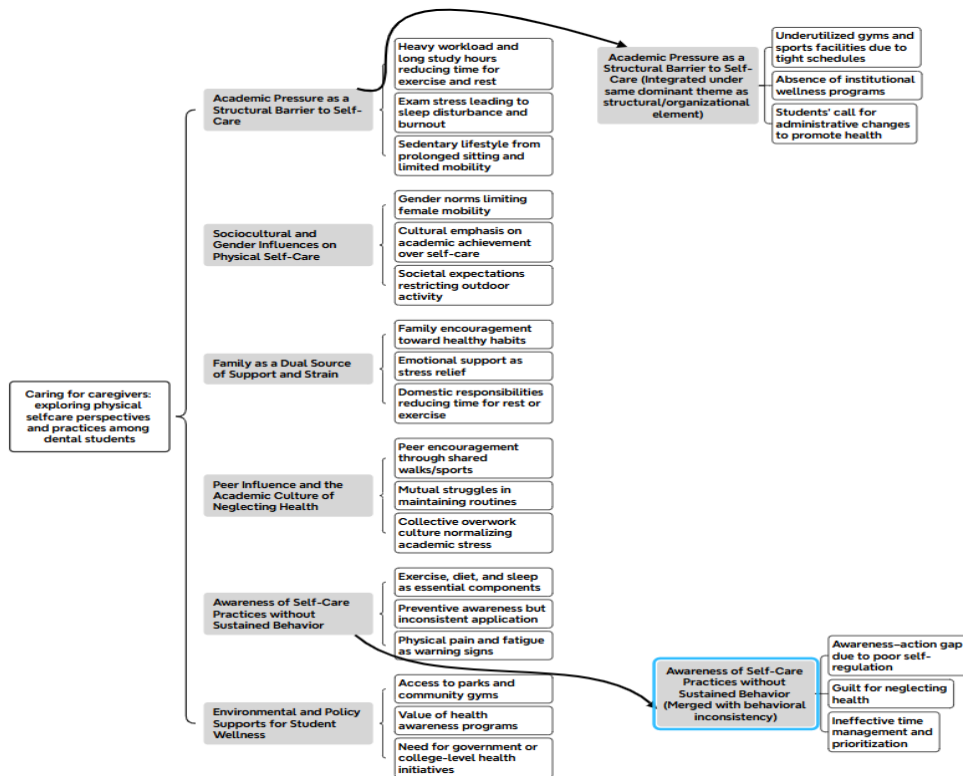 Caring for caregivers:
exploring physical
selfcare perspectives
and practices among
dental students
Academic Pressure as a
Structural Barrier to Self-
Care
Heavy workload and
long study hours
reducing time for
exercise and rest
Exam stress leading to
sleep disturbance and
burnout
Sedentary lifestyle from
prolonged sitting and
limited mobility
Academic Pressure as a
Structural Barrier to Self-
Care (Integrated under
same dominant theme as
structural/organizational
element)
Underutilized gyms and
sports facilities due to
tight schedules
Absence of institutional
wellness programs
Students' call for
administrative changes
to promote health
Sociocultural and
Gender Influences on
Physical Self-Care
Gender norms limiting
female mobility
Cultural emphasis on
academic achievement
over self-care
Societal expectations
restricting outdoor
activity
Family as a Dual Source
of Support and Strain
Family encouragement
toward healthy habits
Emotional support as
stress relief
Domestic responsibilities
reducing time for rest or
exercise
Peer Influence and the
Academic Culture of
Neglecting Health
Peer encouragement
through shared
walks/sports
Mutual struggles in
maintaining routines
Collective overwork
culture normalizing
academic stress
Awareness of Self-Care
Practices without
Sustained Behavior
Exercise, diet, and sleep
as essential components
Preventive awareness but
inconsistent application
Physical pain and fatigue
as warning signs
Awareness of Self-Care
Practices without
Sustained Behavior
(Merged with behavioral
inconsistency)
Awareness–action gap
due to poor self-
regulation
Guilt for neglecting
health
Ineffective time
management and
prioritization
Environmental and Policy
Supports for Student
Wellness
Access to parks and
community gyms
Value of health
awareness programs
Need for government or
college-level health
initiatives